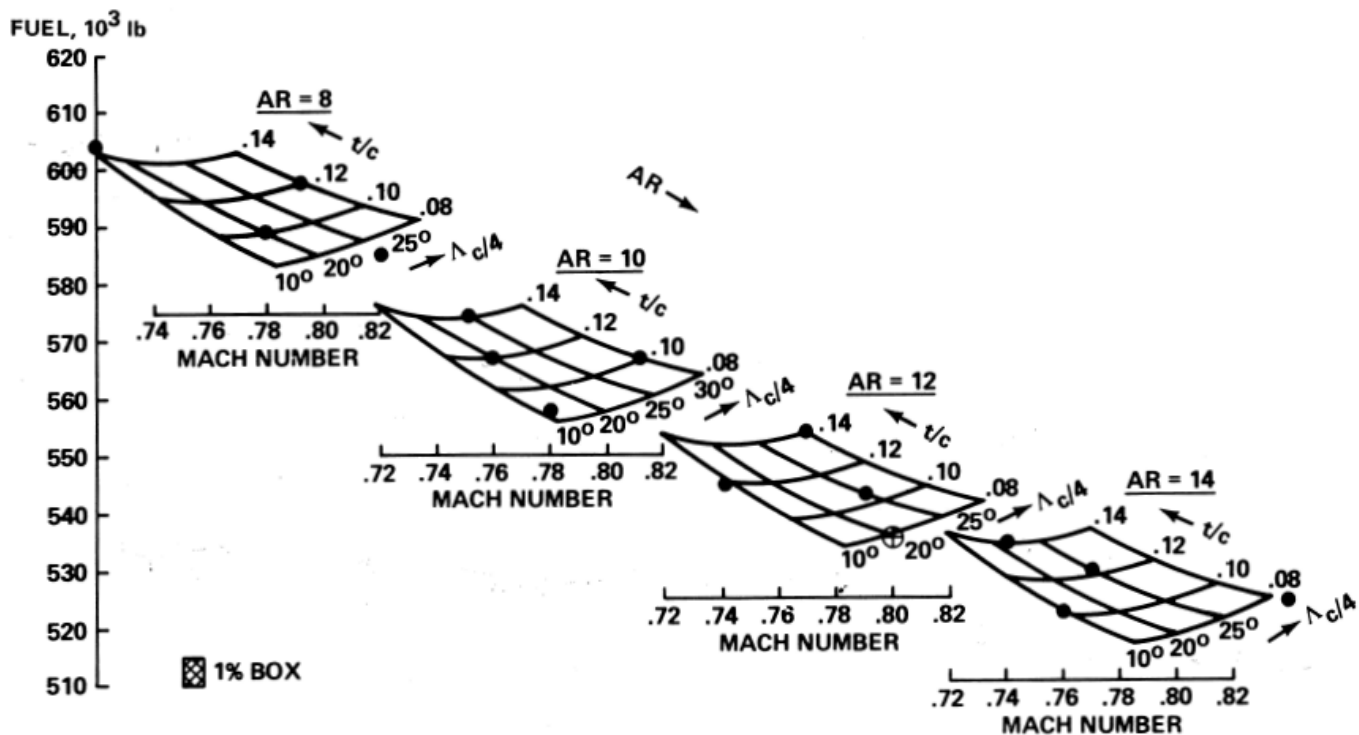 FUEL, 10³ lb
620
610
600
590
580
570
560
550
540
530
520
510
AR = 8
t/c
.14
.12
.10
.08
10° 20° 25° Λc/4
.74 .76 .78 .80 .82
MACH NUMBER
AR
AR = 10
t/c
.14
.12
.10
.08
10° 20° 25° 30° Λc/4
.72 .74 .76 .78 .80 .82
MACH NUMBER
AR = 12
t/c
.14
.12
.10
.08
10° 20° 25° Λc/4
.72 .74 .76 .78 .80 .82
MACH NUMBER
AR = 14
t/c
.14
.12
.10
.08
10° 20° 25° Λc/4
.72 .74 .76 .78 .80 .82
MACH NUMBER
1% BOX